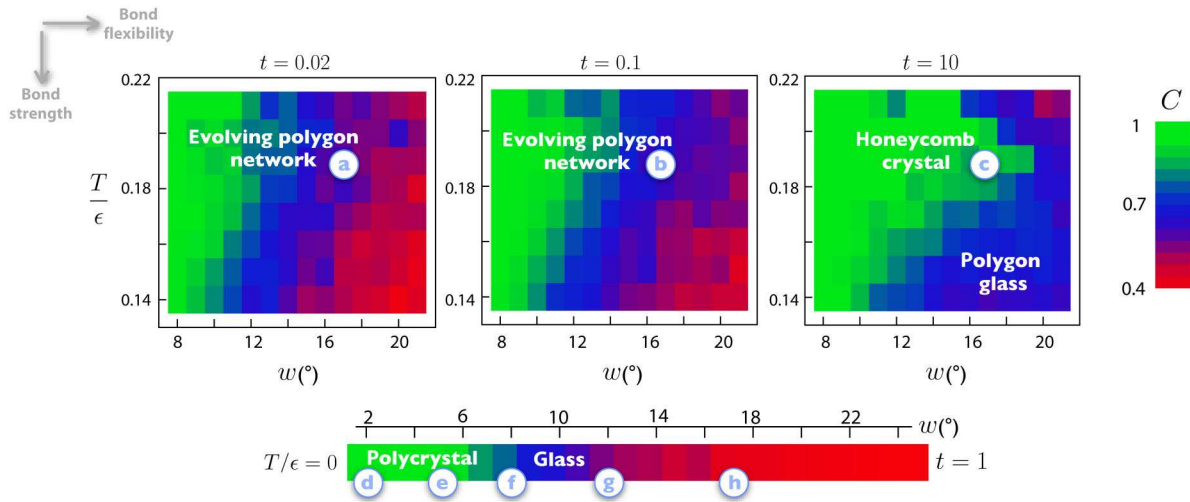 Bond
flexibility
Bond
strength
t = 0.02
t = 0.1
t = 10
T
ϵ
0.22
0.18
0.14
Evolving polygon
network
a
8
12
16
20
w(°)
0.22
0.18
0.14
Evolving polygon
network
b
8
12
16
20
w(°)
0.22
0.18
0.14
Honeycomb
crystal
c
Polygon
glass
8
12
16
20
w(°)
C
1
0.7
0.4
2 6 10 14 18 22 w(°)
T/ϵ = 0 Polycrystal Glass t = 1
d e f g h